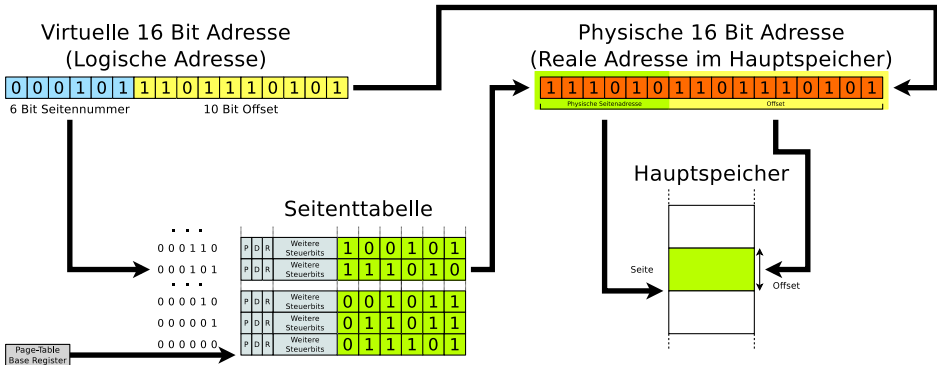 Virtuelle 16 Bit Adresse
(Logische Adresse)
0 0 0 1 0 1 1 1 0 1 1 1 0 1 0 1
6 Bit Seitennummer
10 Bit Offset
Physische 16 Bit Adresse
(Reale Adresse im Hauptspeicher)
1 1 1 0 1 0 1 1 0 1 1 1 0 1 0 1
Physische Seitenadresse
Offset
Hauptspeicher
Seite
Offset
Seitenttabelle
. . .
0 0 0 1 1 0
P D R Weitere Steuerbits 1 0 0 1 0 1
0 0 0 1 0 1
P D R Weitere Steuerbits 1 1 1 0 1 0
. . .
0 0 0 0 1 0
P D R Weitere Steuerbits 0 0 1 0 1 1
0 0 0 0 0 1
P D R Weitere Steuerbits 0 1 1 0 1 1
0 0 0 0 0 0
P D R Weitere Steuerbits 0 1 1 1 0 1
Page-Table
Base Register